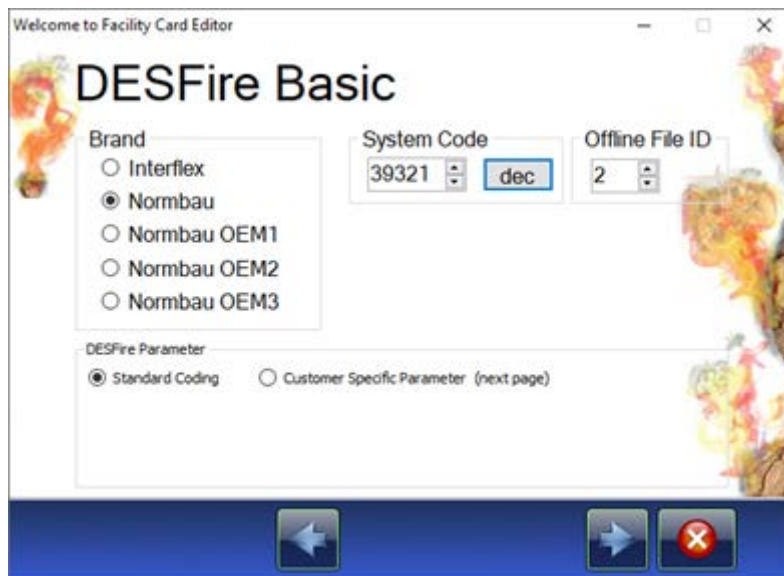 Welcome to Facility Card Editor
DESFire Basic
Brand
Interflex
Normbau
Normbau OEM1
Normbau OEM2
Normbau OEM3
System Code
39321
dec
Offline File ID
2
DESFire Parameter
Standard Coding
Customer Specific Parameter (next page)